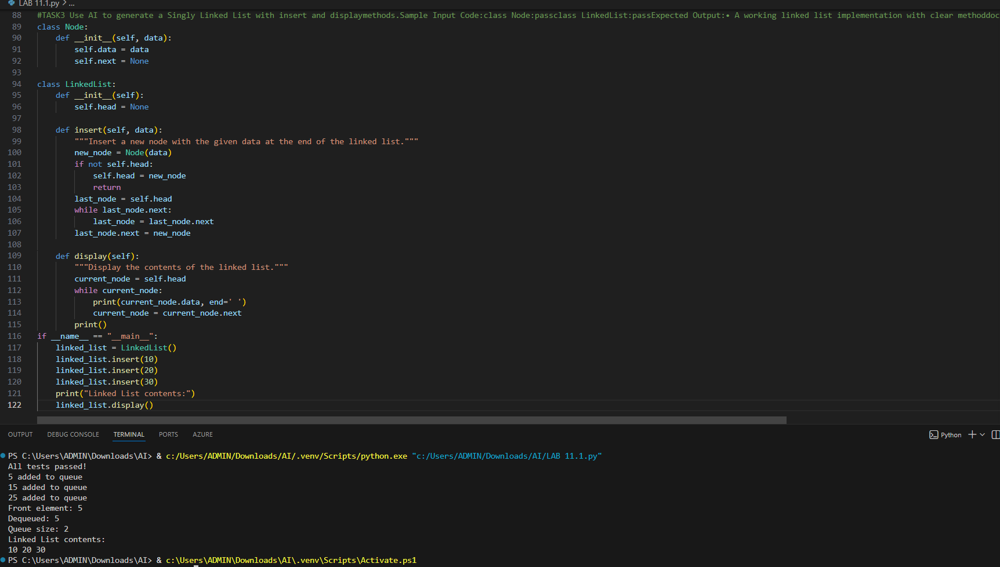 LAB 11.1.py > ...
88 #TASK3 Use AI to generate a Singly Linked List with insert and displaymethods.Sample Input Code:class Node:passclass LinkedList:passExpected Output:• A working linked list implementation with clear methoddoc
89 class Node:
90     def __init__(self, data):
91         self.data = data
92         self.next = None
93
94 class LinkedList:
95     def __init__(self):
96         self.head = None
97
98     def insert(self, data):
99         """Insert a new node with the given data at the end of the linked list."""
100         new_node = Node(data)
101         if not self.head:
102             self.head = new_node
103             return
104         last_node = self.head
105         while last_node.next:
106             last_node = last_node.next
107         last_node.next = new_node
108
109     def display(self):
110         """Display the contents of the linked list."""
111         current_node = self.head
112         while current_node:
113             print(current_node.data, end=' ')
114             current_node = current_node.next
115         print()
116 if __name__ == "__main__":
117     linked_list = LinkedList()
118     linked_list.insert(10)
119     linked_list.insert(20)
120     linked_list.insert(30)
121     print("Linked List contents:")
122     linked_list.display()
OUTPUT DEBUG CONSOLE TERMINAL PORTS AZURE Python
PS C:\Users\ADMIN\Downloads\AI> & c:/Users/ADMIN/Downloads/AI/.venv/Scripts/python.exe "c:/Users/ADMIN/Downloads/AI/LAB 11.1.py"
All tests passed!
5 added to queue
15 added to queue
25 added to queue
Front element: 5
Dequeued: 5
Queue size: 2
Linked List contents:
10 20 30
PS C:\Users\ADMIN\Downloads\AI> & c:\Users\ADMIN\Downloads\AI\.venv\Scripts\Activate.ps1